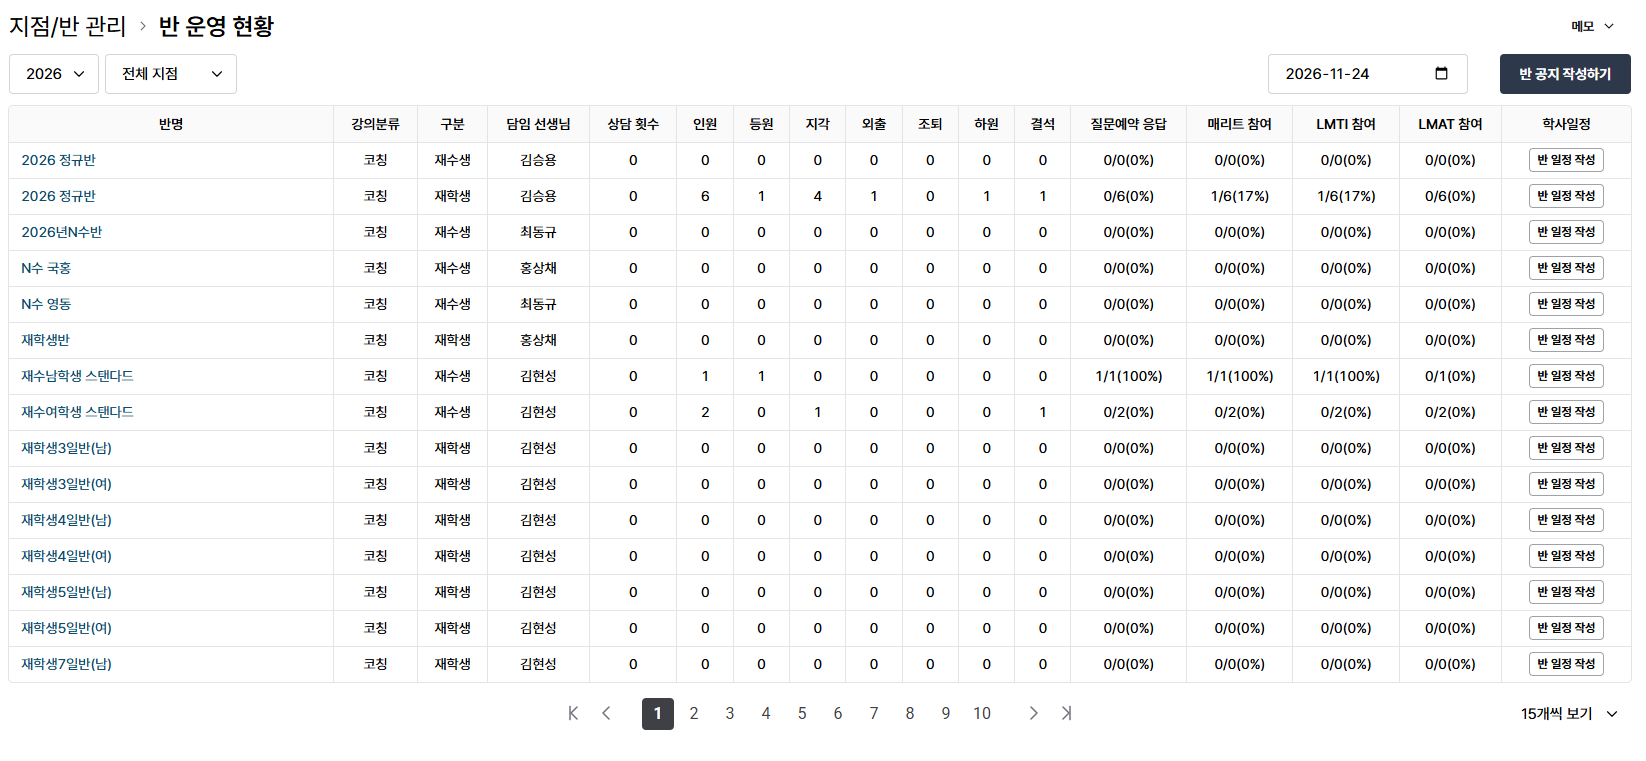 지점/반 관리 > 반 운영 현황
메모
2026 전체 지점 2026-11-24 반 공지 작성하기
반명 강의분류 구분 담임 선생님 상담 횟수 인원 등원 지각 외출 조퇴 하원 결석 질문예약 응답 매리트 참여 LMTI 참여 LMAT 참여 학사일정
2026 정규반 코칭 재수생 김승용 0 0 0 0 0 0 0 0 0/0(0%) 0/0(0%) 0/0(0%) 0/0(0%) 반 일정 작성
2026 정규반 코칭 재학생 김승용 0 6 1 4 1 0 1 1 0/6(0%) 1/6(17%) 1/6(17%) 0/6(0%) 반 일정 작성
2026년N수반 코칭 재수생 최동규 0 0 0 0 0 0 0 0 0/0(0%) 0/0(0%) 0/0(0%) 0/0(0%) 반 일정 작성
N수 국홍 코칭 재수생 홍상채 0 0 0 0 0 0 0 0 0/0(0%) 0/0(0%) 0/0(0%) 0/0(0%) 반 일정 작성
N수 영동 코칭 재수생 최동규 0 0 0 0 0 0 0 0 0/0(0%) 0/0(0%) 0/0(0%) 0/0(0%) 반 일정 작성
재학생반 코칭 재학생 홍상채 0 0 0 0 0 0 0 0 0/0(0%) 0/0(0%) 0/0(0%) 0/0(0%) 반 일정 작성
재수남학생 스탠다드 코칭 재수생 김현성 0 1 1 0 0 0 0 0 1/1(100%) 1/1(100%) 1/1(100%) 0/1(0%) 반 일정 작성
재수여학생 스탠다드 코칭 재수생 김현성 0 2 0 1 0 0 0 1 0/2(0%) 0/2(0%) 0/2(0%) 0/2(0%) 반 일정 작성
재학생3일반(남) 코칭 재학생 김현성 0 0 0 0 0 0 0 0 0/0(0%) 0/0(0%) 0/0(0%) 0/0(0%) 반 일정 작성
재학생3일반(여) 코칭 재학생 김현성 0 0 0 0 0 0 0 0 0/0(0%) 0/0(0%) 0/0(0%) 0/0(0%) 반 일정 작성
재학생4일반(남) 코칭 재학생 김현성 0 0 0 0 0 0 0 0 0/0(0%) 0/0(0%) 0/0(0%) 0/0(0%) 반 일정 작성
재학생4일반(여) 코칭 재학생 김현성 0 0 0 0 0 0 0 0 0/0(0%) 0/0(0%) 0/0(0%) 0/0(0%) 반 일정 작성
재학생5일반(남) 코칭 재학생 김현성 0 0 0 0 0 0 0 0 0/0(0%) 0/0(0%) 0/0(0%) 0/0(0%) 반 일정 작성
재학생5일반(여) 코칭 재학생 김현성 0 0 0 0 0 0 0 0 0/0(0%) 0/0(0%) 0/0(0%) 0/0(0%) 반 일정 작성
재학생7일반(남) 코칭 재학생 김현성 0 0 0 0 0 0 0 0 0/0(0%) 0/0(0%) 0/0(0%) 0/0(0%) 반 일정 작성
1 2 3 4 5 6 7 8 9 10 15개씩 보기